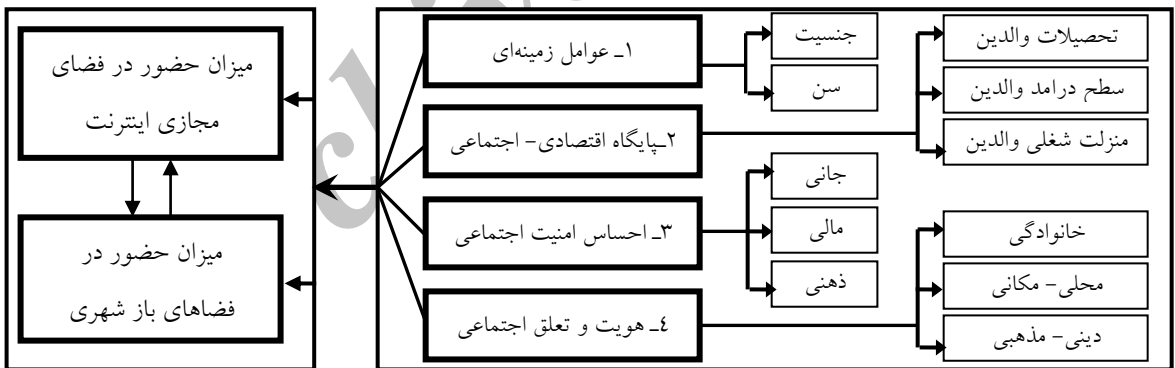 ۱ـ عوامل زمینه‌ای
جنسیت
سن
۲ـپایگاه اقتصادی- اجتماعی
تحصیلات والدین
سطح درامد والدین
منزلت شغلی والدین
۳ـ احساس امنیت اجتماعی
جانی
مالی
ذهنی
٤ـ هویت و تعلق اجتماعی
خانوادگی
محلی- مکانی
دینی- مذهبی
میزان حضور در فضای
مجازی اینترنت
میزان حضور در
فضاهای باز شهری